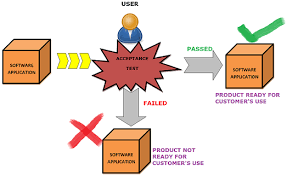 USER
SOFTWARE
APPLICATION
ACCEPTANCE
TEST
PASSED
SOFTWARE
APPLICATION
PRODUCT READY FOR
CUSTOMER'S USE
FAILED
SOFTWARE
APPLICATION
PRODUCT NOT
READY FOR
CUSTOMER'S USE